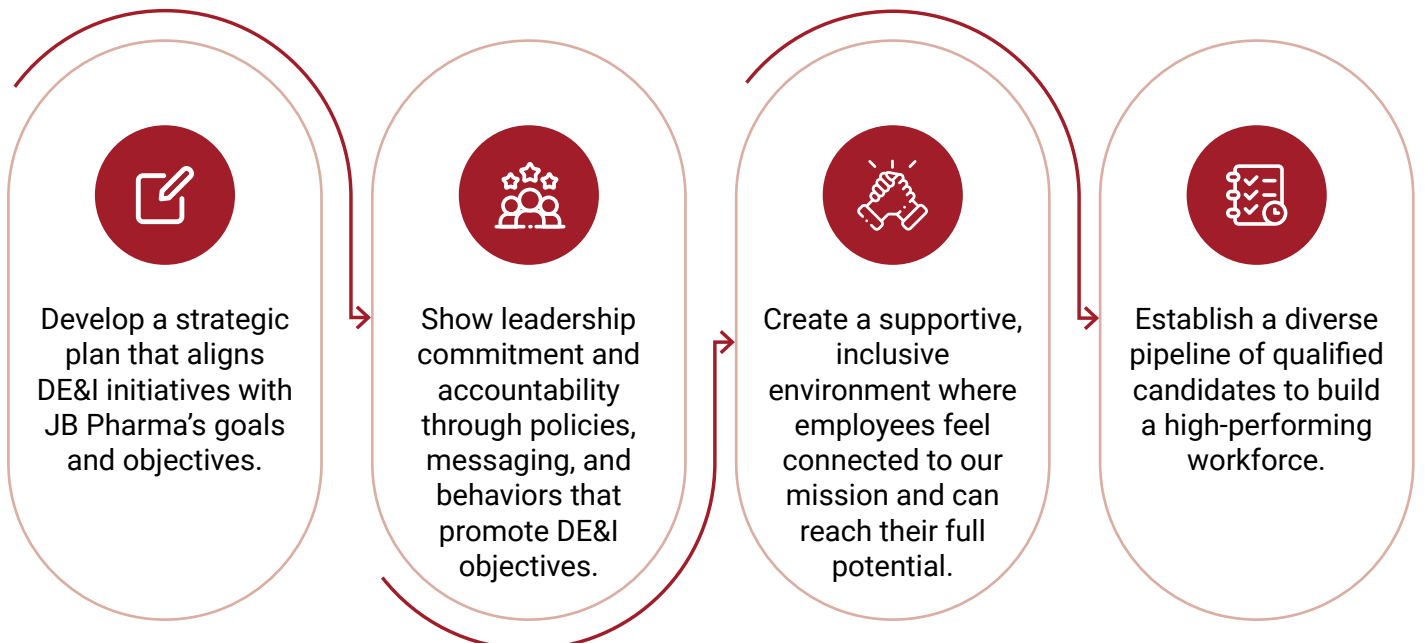 Develop a strategic
plan that aligns
DE&I initiatives with
JB Pharma's goals
and objectives.
Show leadership
commitment and
accountability
through policies,
messaging, and
behaviors that
promote DE&I
objectives.
Create a supportive,
inclusive
environment where
employees feel
connected to our
mission and can
reach their full
potential.
Establish a diverse
pipeline of qualified
candidates to build
a high-performing
workforce.